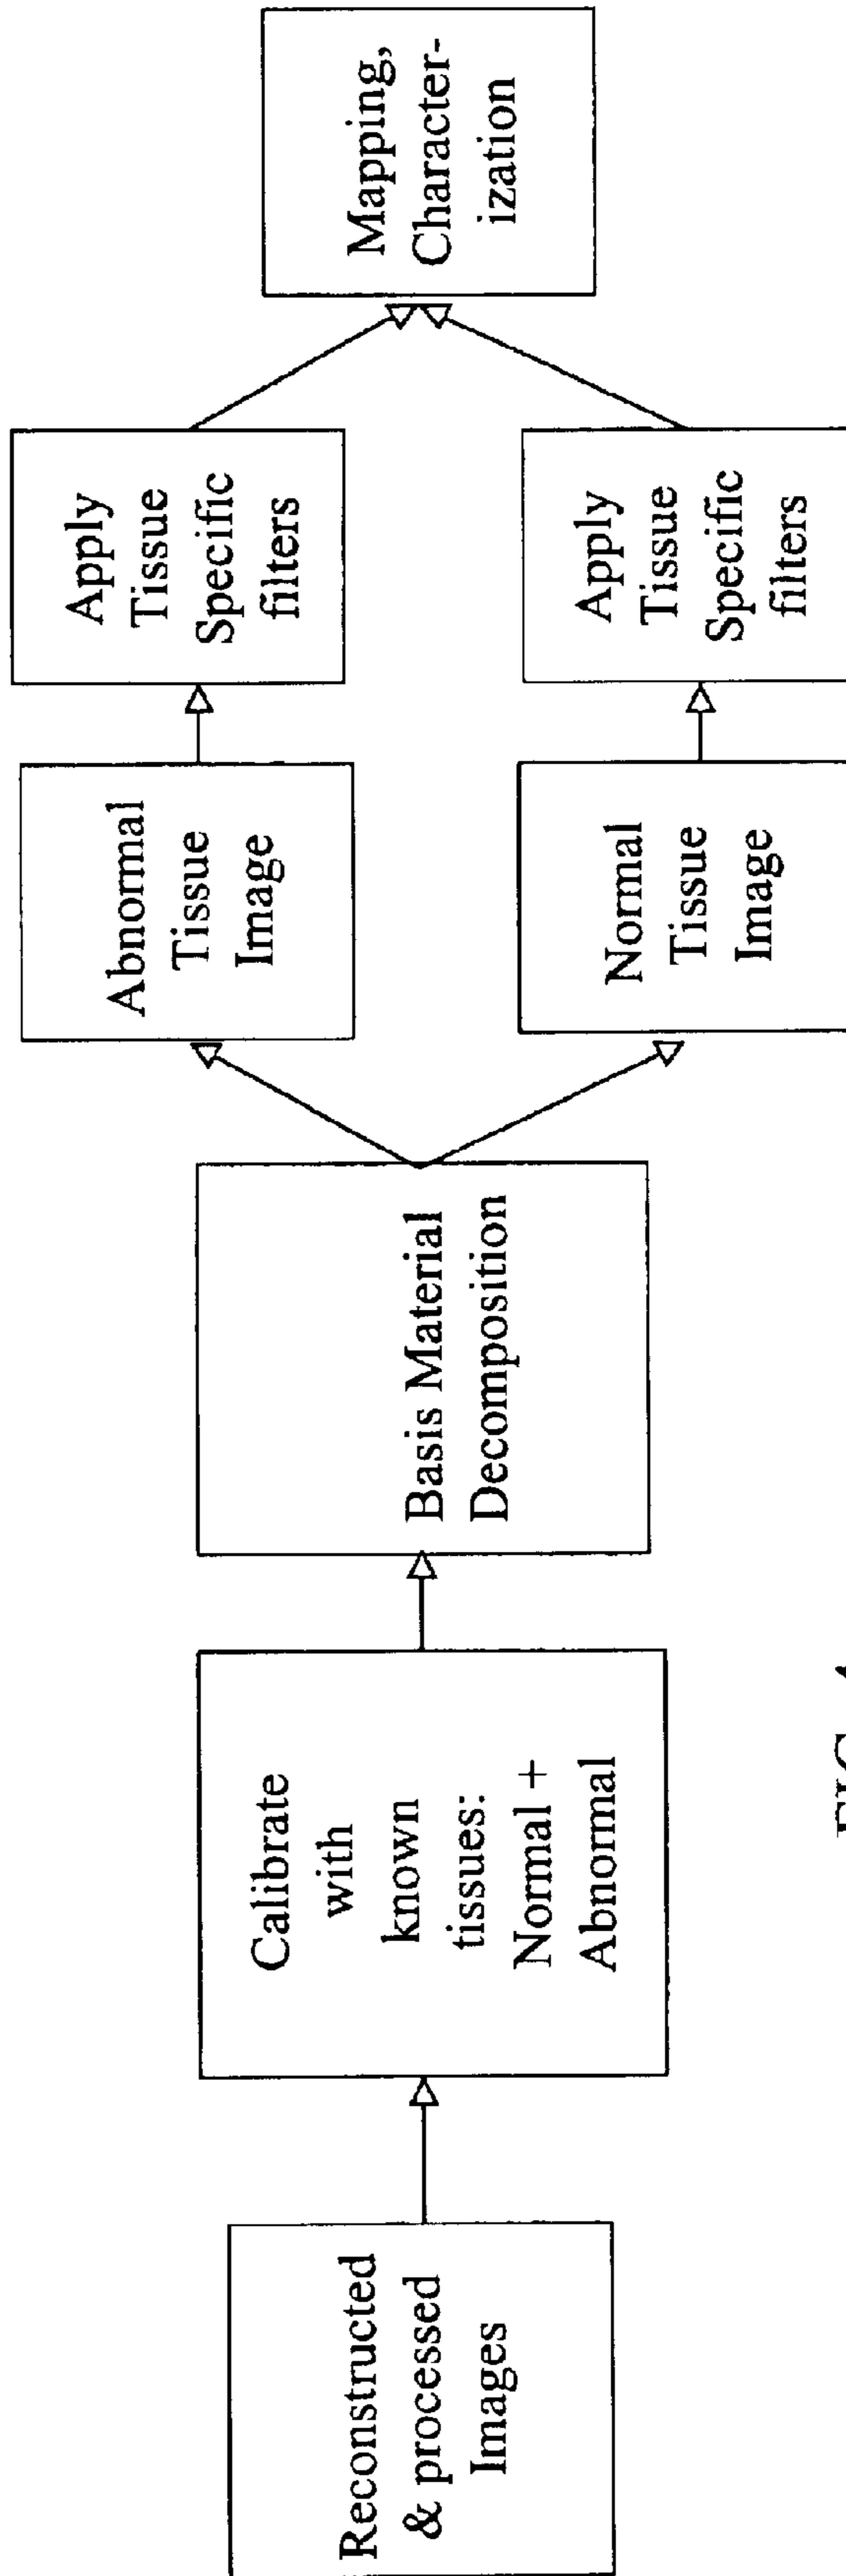 Reconstructed
& processed
Images
Calibrate
with
known
tissues:
Normal +
Abnormal
Basis Material
Decomposition
Abnormal
Tissue
Image
Apply
Tissue
Specific
filters
Normal
Tissue
Image
Apply
Tissue
Specific
filters
Mapping,
Character-
ization